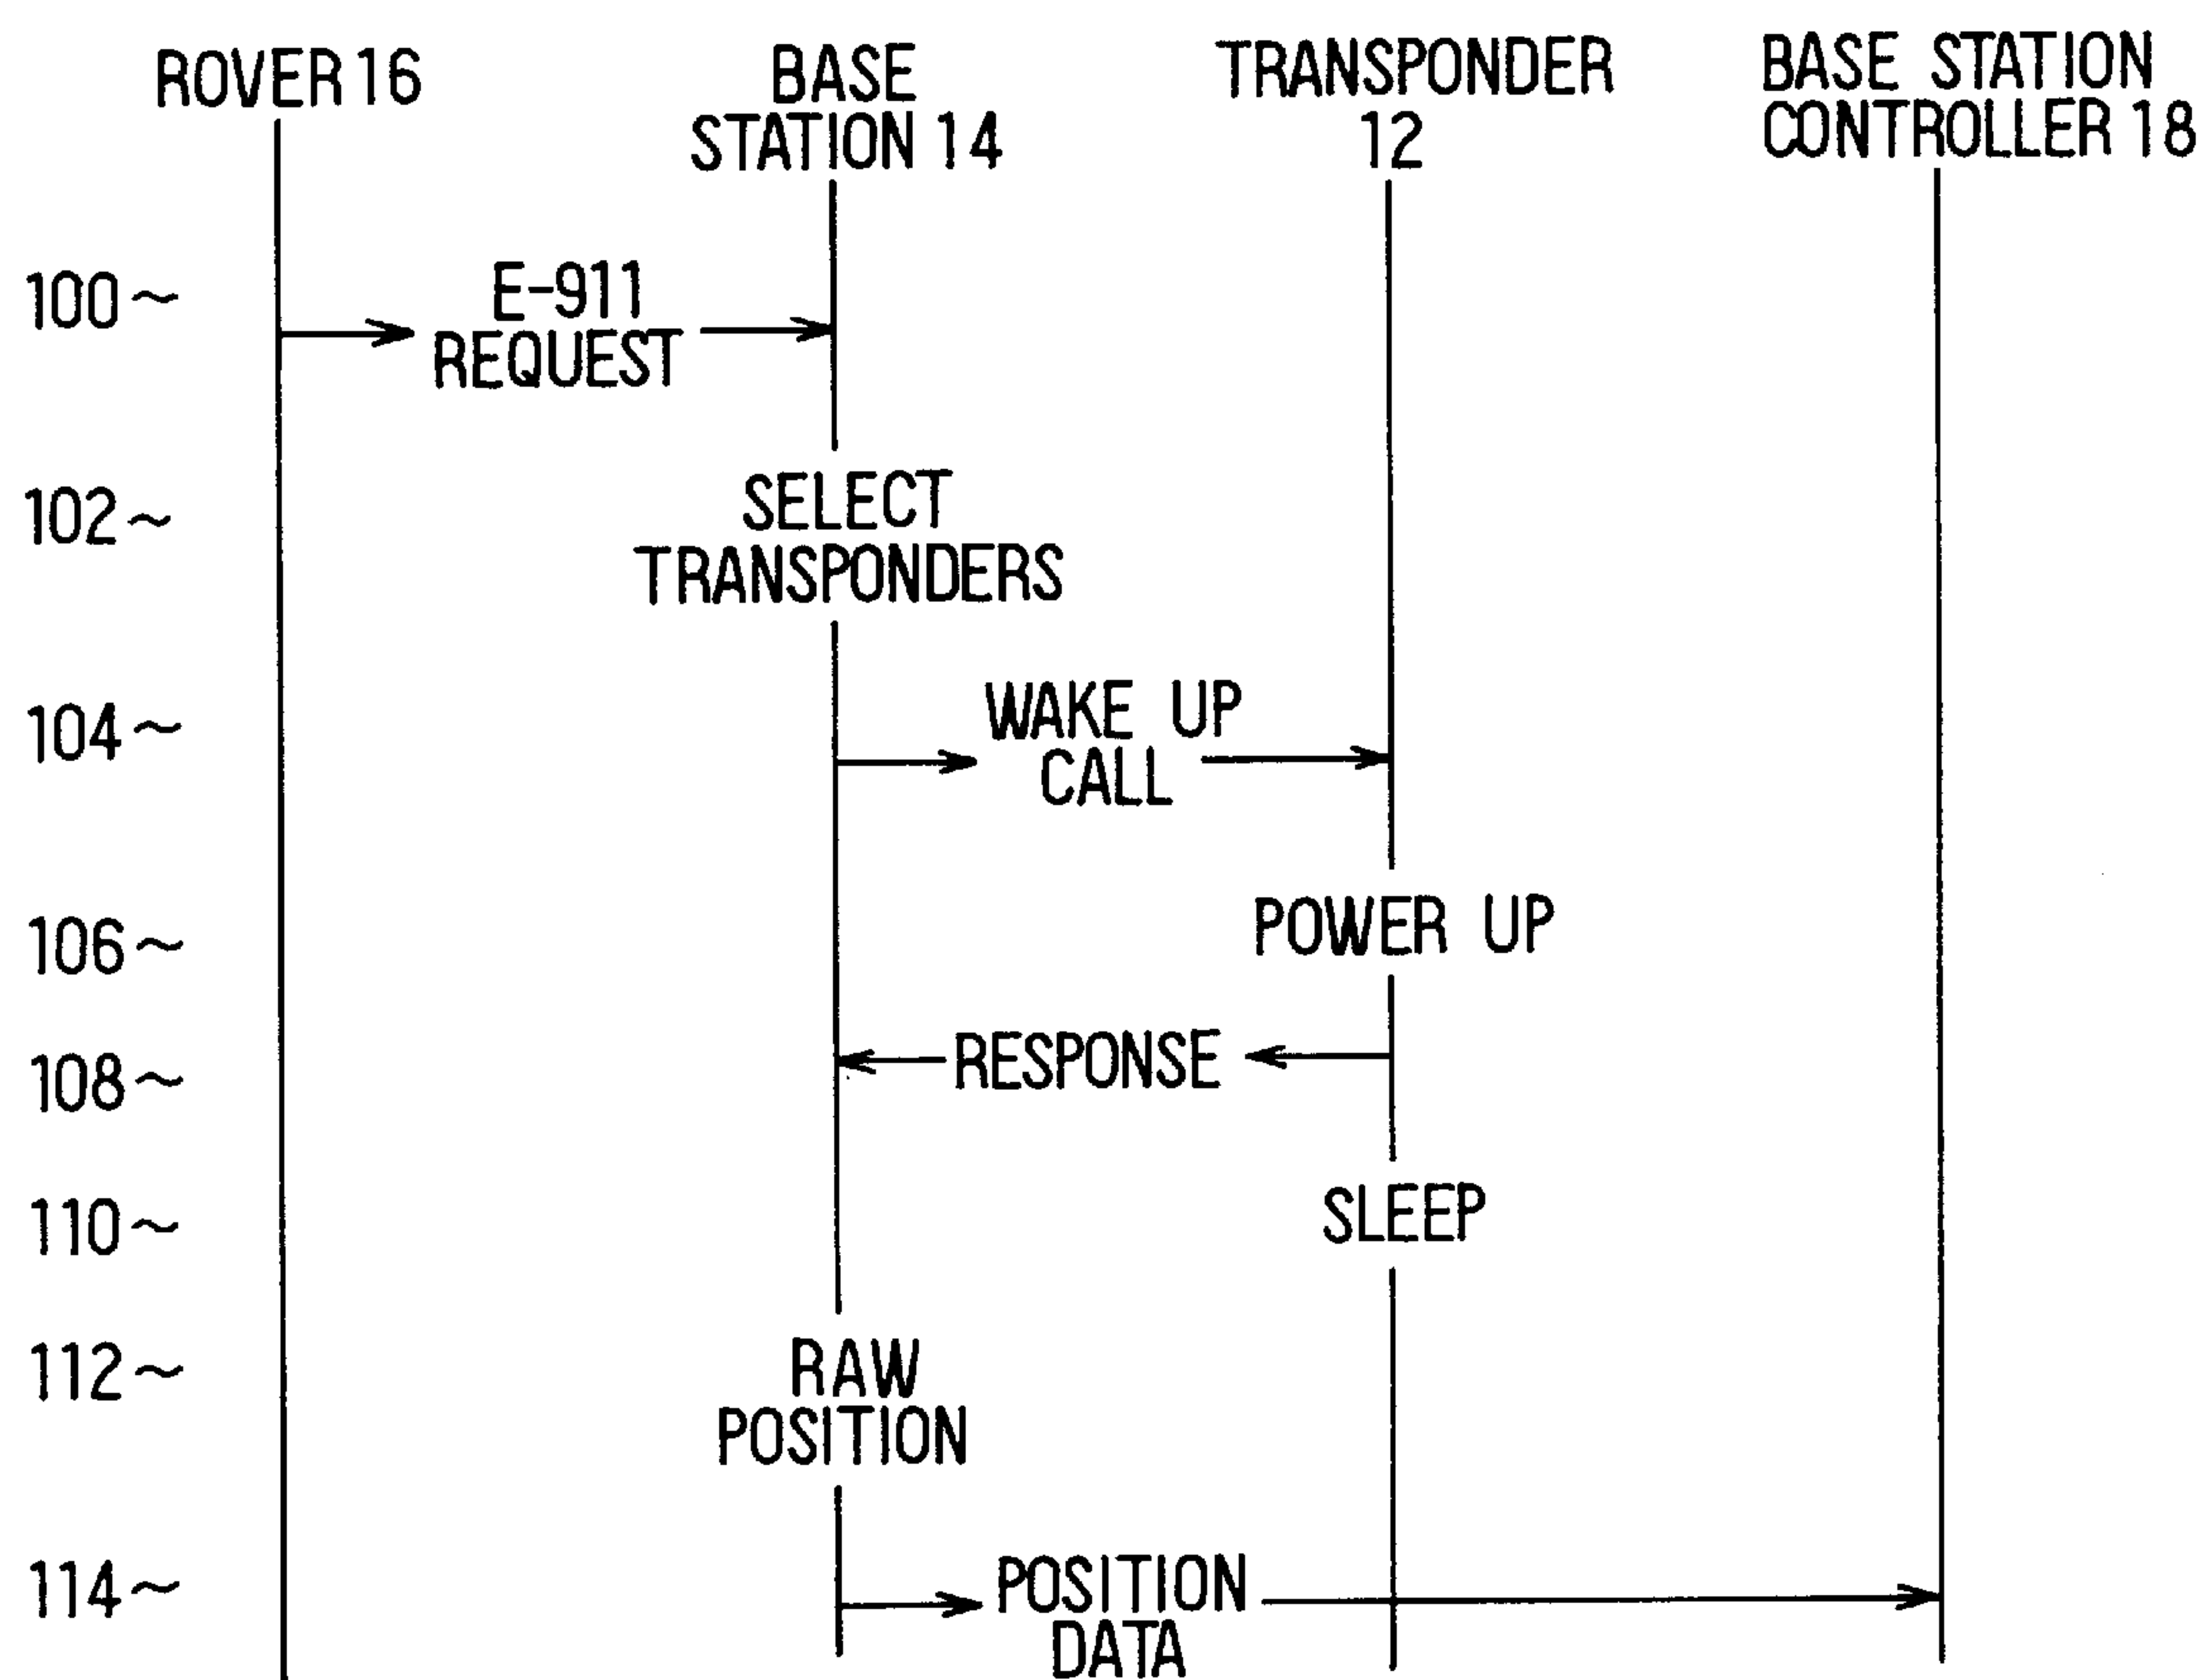 ROVER 16
BASE
STATION 14
TRANSPONDER
12
BASE STATION
CONTROLLER 18
100~
E-911
REQUEST
102~
SELECT
TRANSPONDERS
104~
WAKE UP
CALL
106~
POWER UP
108~
RESPONSE
110~
SLEEP
112~
RAW
POSITION
114~
POSITION
DATA